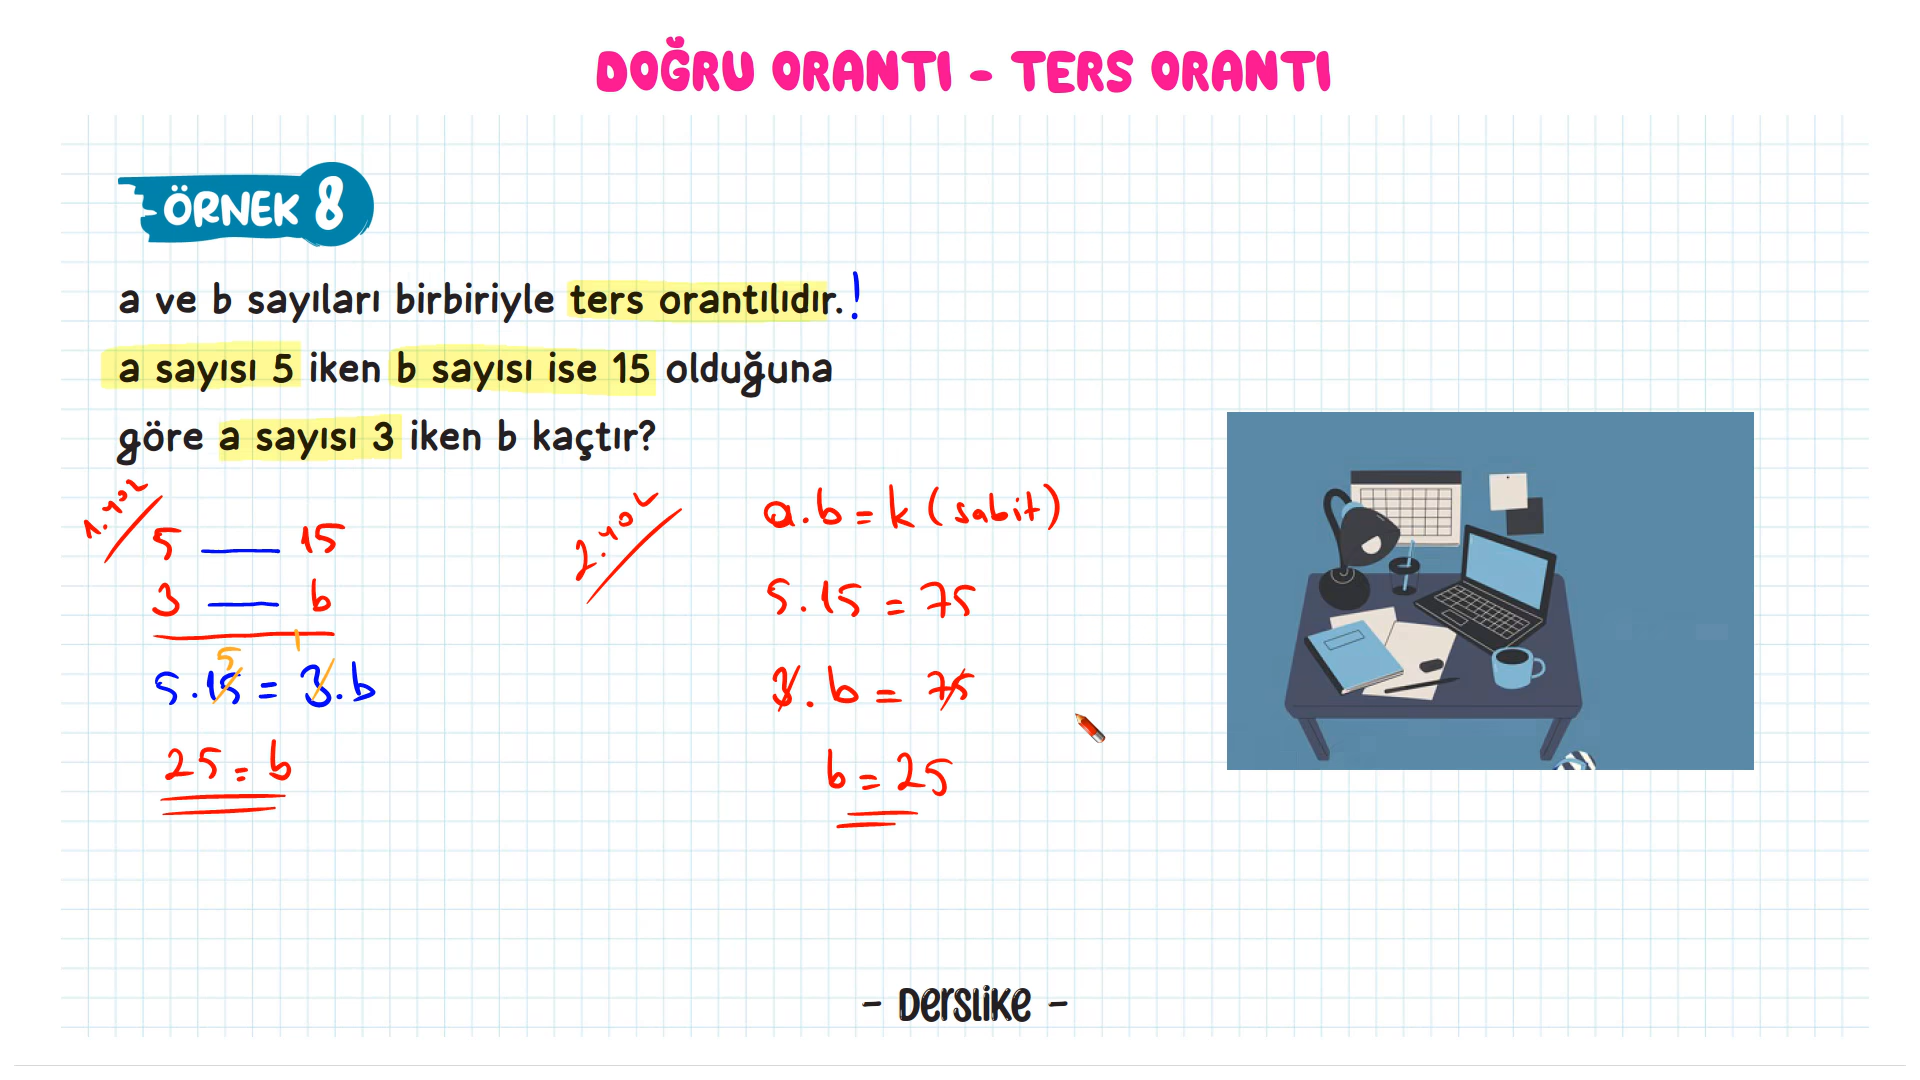 DOĞRU ORANTI - TERS ORANTI
ÖRNEK 8
a ve b sayıları birbiriyle ters orantılıdır.!
a sayısı 5 iken b sayısı ise 15 olduğuna
göre a sayısı 3 iken b kaçtır?
1.yol
5 — 15
3 — b
5 1
5.15 = 3.b
25 = b
2.yol
a.b = k (sabit)
5.15 = 75
3.b = 75
b = 25
- Derslike -